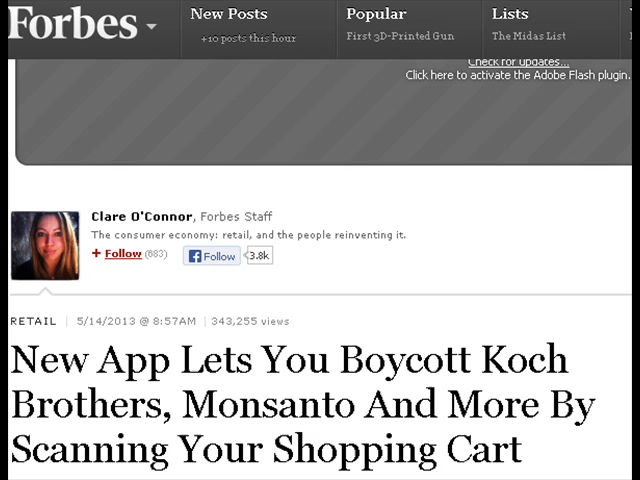 Forbes
New Posts
+10 posts this hour
Popular
First 3D-Printed Gun
Lists
The Midas List
Check for updates...
Click here to activate the Adobe Flash plugin.
Clare O'Connor, Forbes Staff
The consumer economy: retail, and the people reinventing it.
+ Follow (683) Follow 3.8k
RETAIL | 5/14/2013 @ 8:57AM | 343,255 views
New App Lets You Boycott Koch
Brothers, Monsanto And More By
Scanning Your Shopping Cart